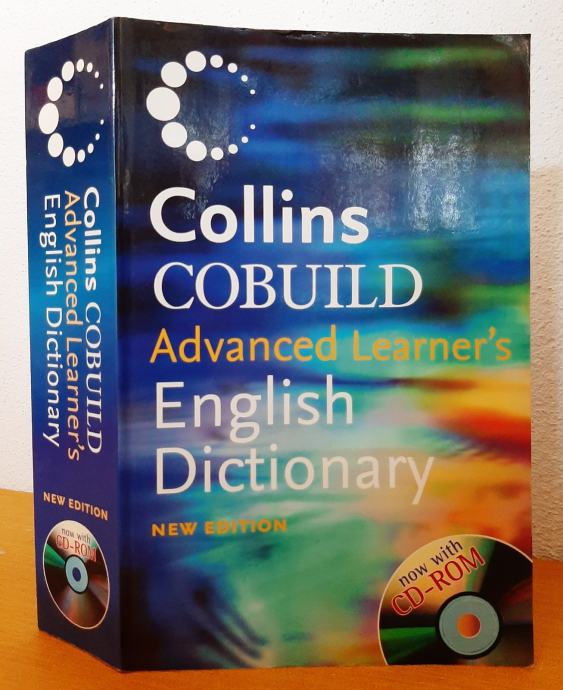 Collins COBUILD
Advanced Learner's
English Dictionary
NEW EDITION
now with
CD-ROM
Collins
COBUILD
Advanced Learner's
English
Dictionary
NEW EDITION
now with
CD-ROM